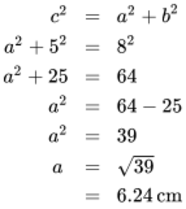 c² = a² + b²
a² + 5² = 8²
a² + 25 = 64
a² = 64 − 25
a² = 39
a = √39
= 6.24 cm